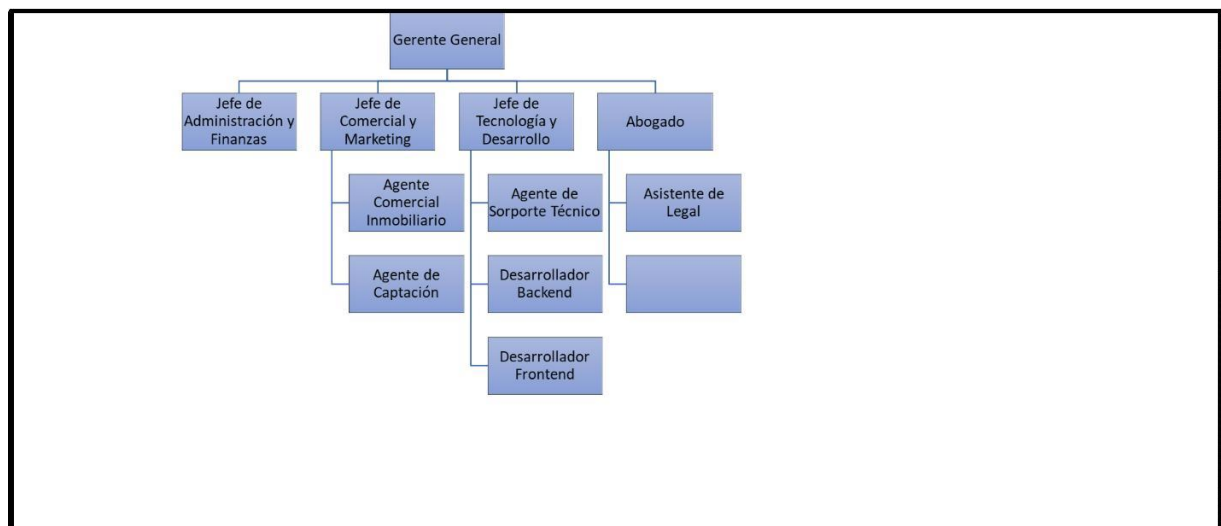 Gerente General
Jefe de
Administración y
Finanzas
Jefe de
Comercial y
Marketing
Jefe de
Tecnología y
Desarrollo
Abogado
Agente
Comercial
Inmobiliario
Agente de
Sorporte Técnico
Asistente de
Legal
Agente de
Captación
Desarrollador
Backend
Desarrollador
Frontend